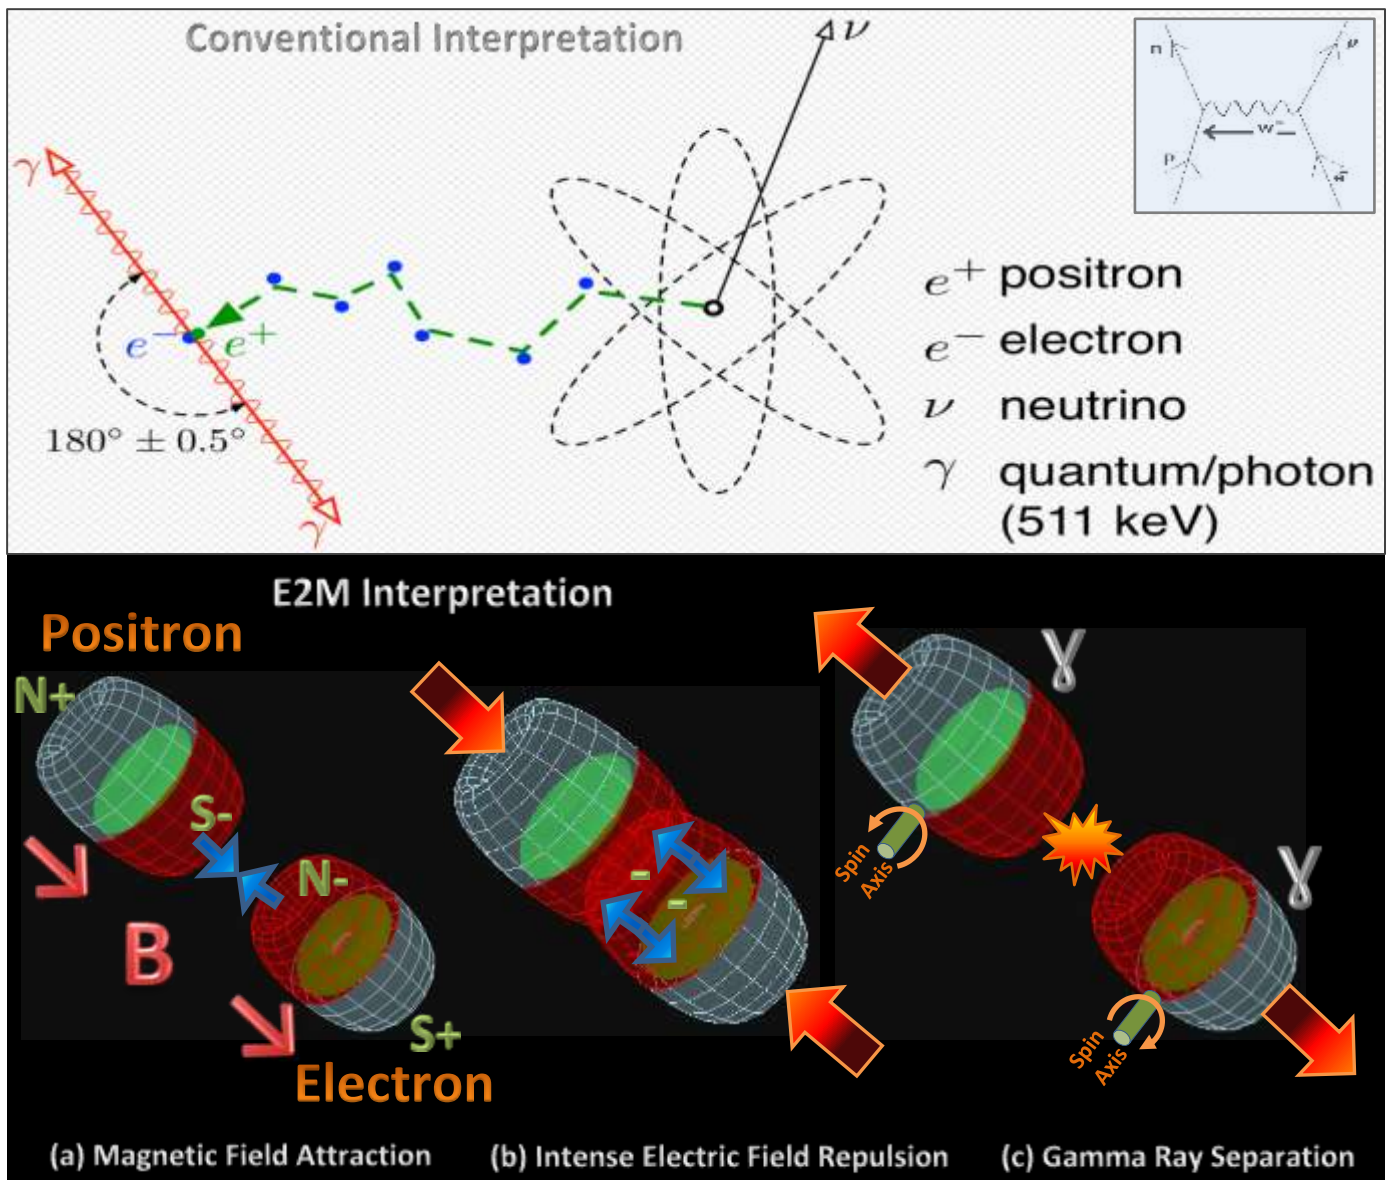 Conventional Interpretation
ν
n
p
W⁻
γ
e⁻
e⁺
180° ± 0.5°
γ
e⁺ positron
e⁻ electron
ν neutrino
γ quantum/photon
(511 keV)
E2M Interpretation
Positron
N+
S-
N-
B
S+
Electron
-
-
γ
γ
Spin
Axis
Spin
Axis
(a) Magnetic Field Attraction
(b) Intense Electric Field Repulsion
(c) Gamma Ray Separation